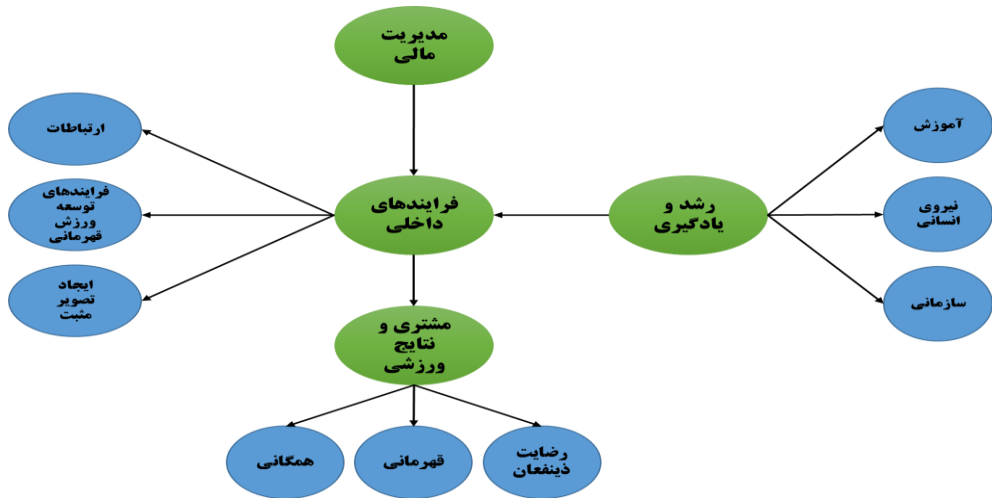 مدیریت
مالی
آموزش
ارتباطات
فرایندهای
توسعه
ورزش
قهرمانی
فرایندهای
داخلی
رشد و
یادگیری
نیروی
انسانی
ایجاد
تصویر
مثبت
سازمانی
مشتری و
نتایج
ورزشی
رضایت
ذینفعان
قهرمانی
همگانی